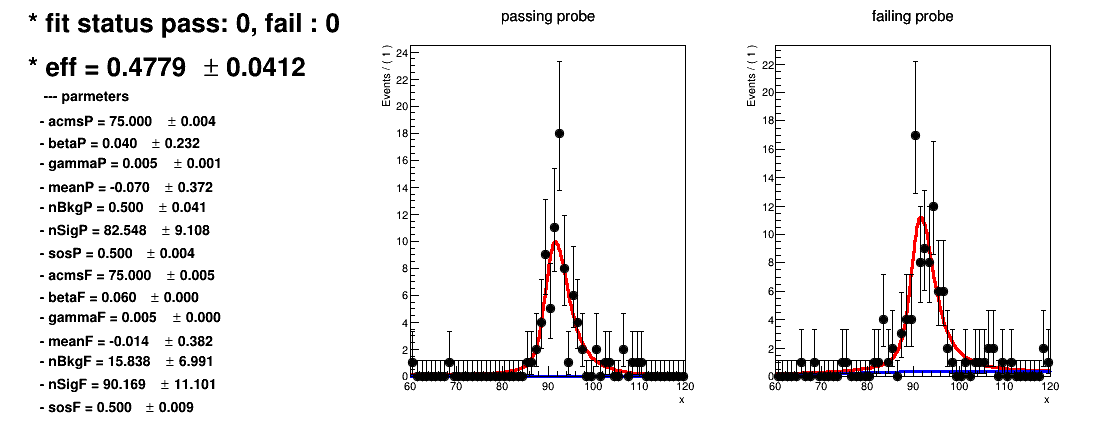 * fit status pass: 0, fail : 0
* eff = 0.4779 ± 0.0412
--- parmeters
- acmsP = 75.000 ± 0.004
- betaP = 0.040 ± 0.232
- gammaP = 0.005 ± 0.001
- meanP = -0.070 ± 0.372
- nBkgP = 0.500 ± 0.041
- nSigP = 82.548 ± 9.108
- sosP = 0.500 ± 0.004
- acmsF = 75.000 ± 0.005
- betaF = 0.060 ± 0.000
- gammaF = 0.005 ± 0.000
- meanF = -0.014 ± 0.382
- nBkgF = 15.838 ± 6.991
- nSigF = 90.169 ± 11.101
- sosF = 0.500 ± 0.009
passing probe
Events / ( 1 )
24
22
20
18
16
14
12
10
8
6
4
2
0
60 70 80 90 100 110 120
x
failing probe
Events / ( 1 )
22
20
18
16
14
12
10
8
6
4
2
0
60 70 80 90 100 110 120
x